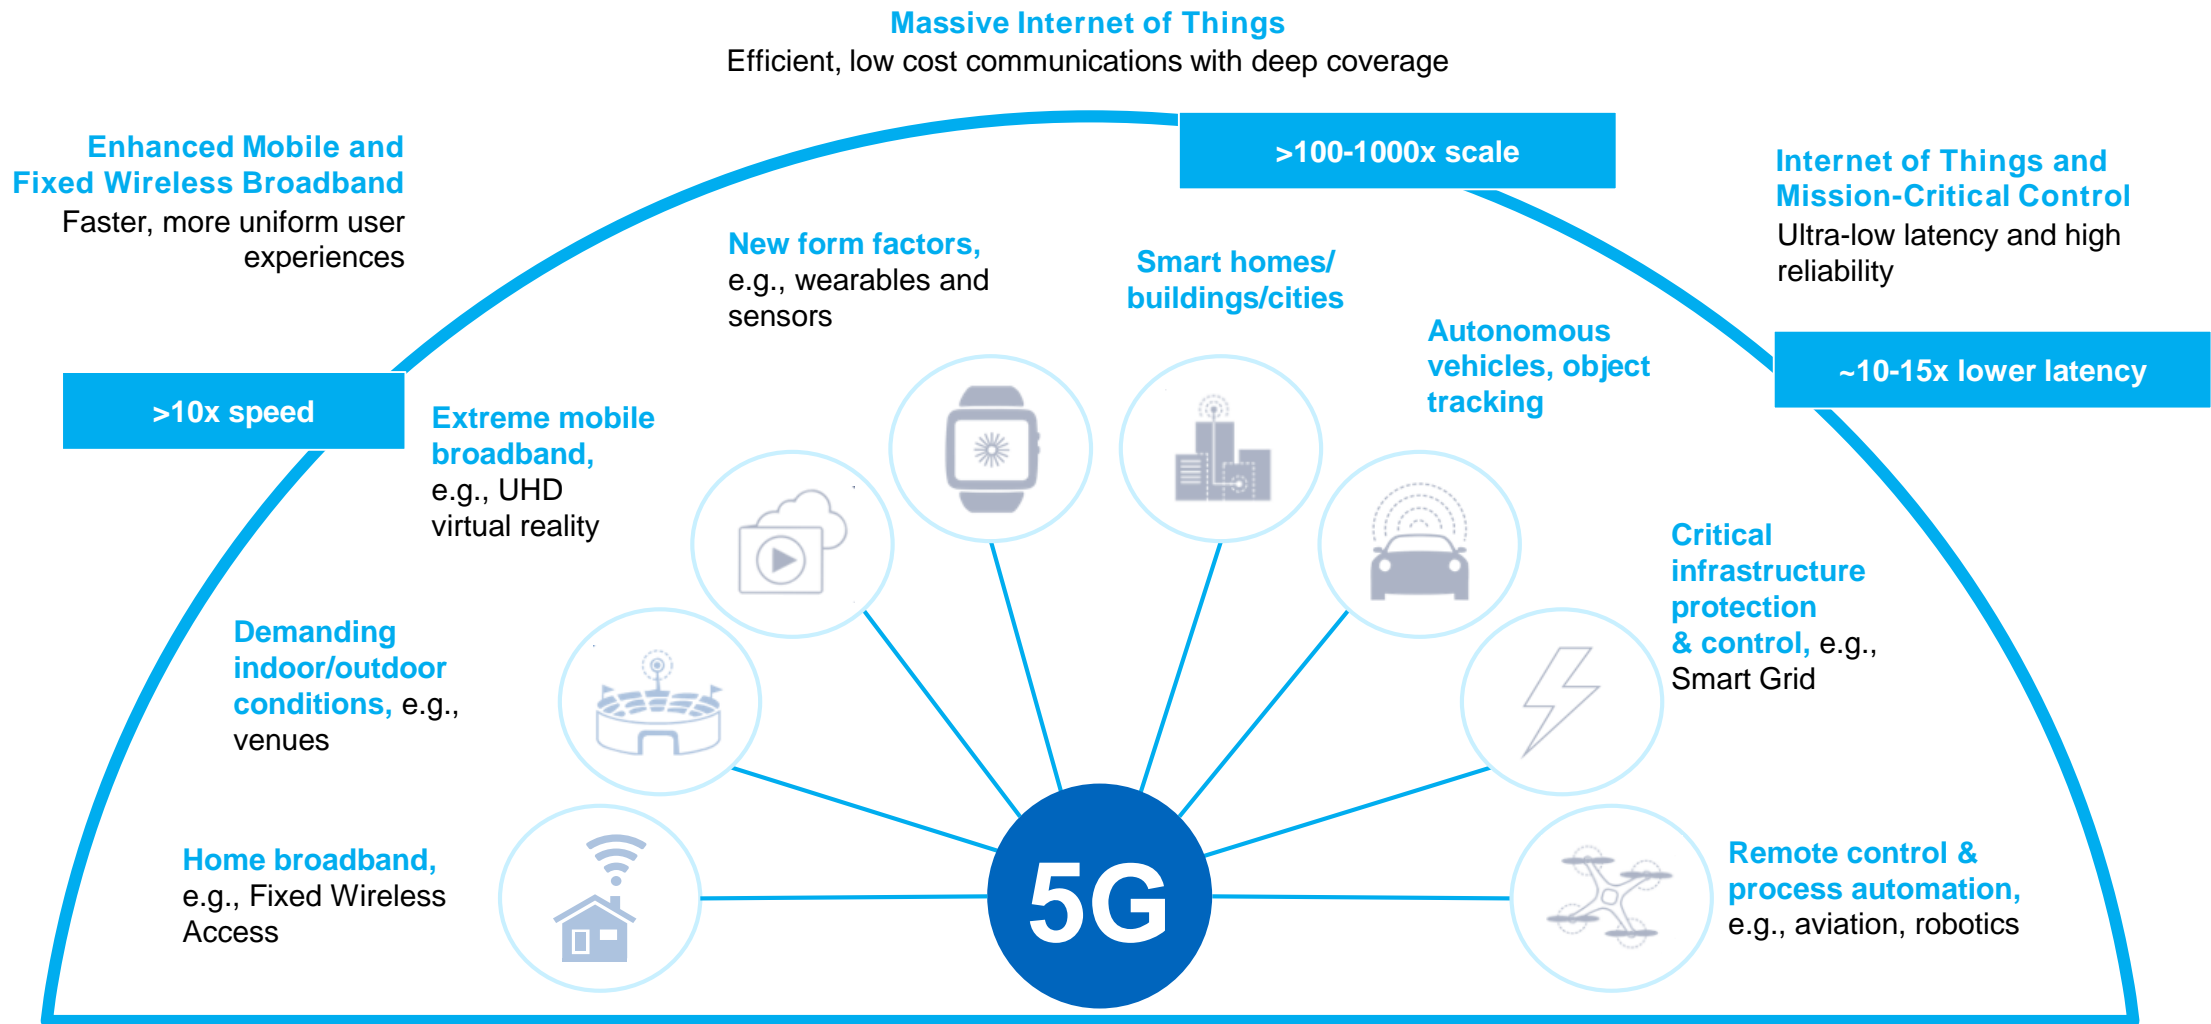 Massive Internet of Things
Efficient, low cost communications with deep coverage
Enhanced Mobile and
Fixed Wireless Broadband
Faster, more uniform user
experiences
>100-1000x scale
Internet of Things and
Mission-Critical Control
Ultra-low latency and high
reliability
>10x speed
~10-15x lower latency
Home broadband,
e.g., Fixed Wireless
Access
Demanding
indoor/outdoor
conditions, e.g.,
venues
Extreme mobile
broadband,
e.g., UHD
virtual reality
New form factors,
e.g., wearables and
sensors
Smart homes/
buildings/cities
Autonomous
vehicles, object
tracking
Critical
infrastructure
protection
& control, e.g.,
Smart Grid
Remote control &
process automation,
e.g., aviation, robotics
5G